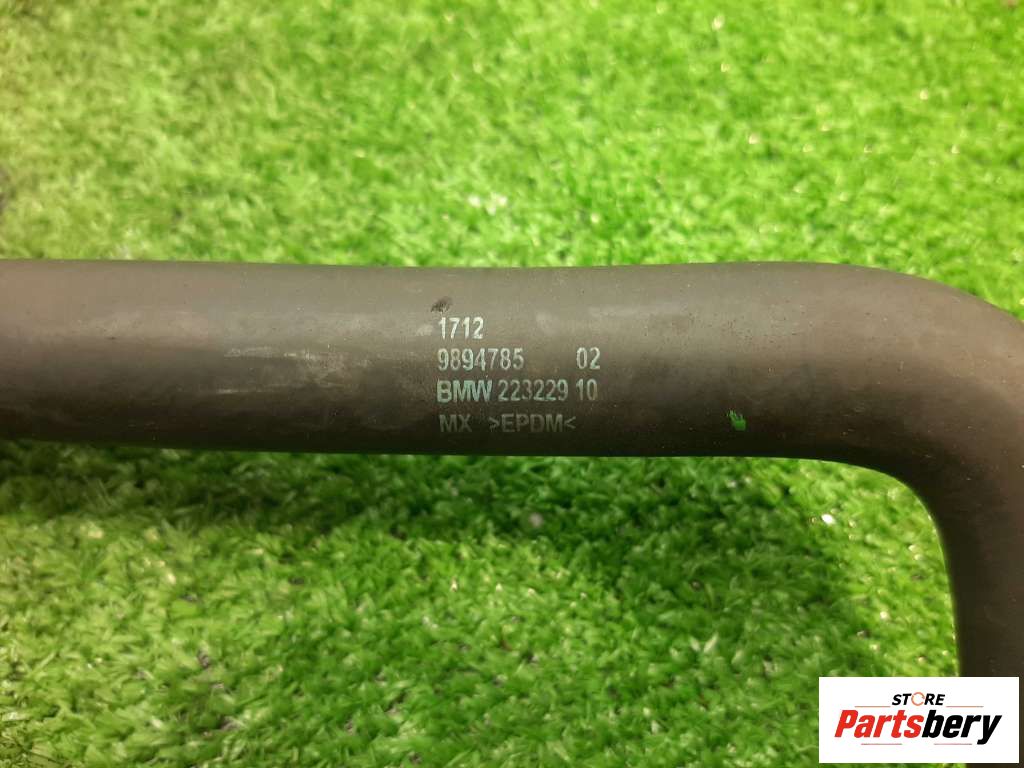 1712
9894785 02
BMW 223229 10
MX >EPDM<
STORE
Partsbery